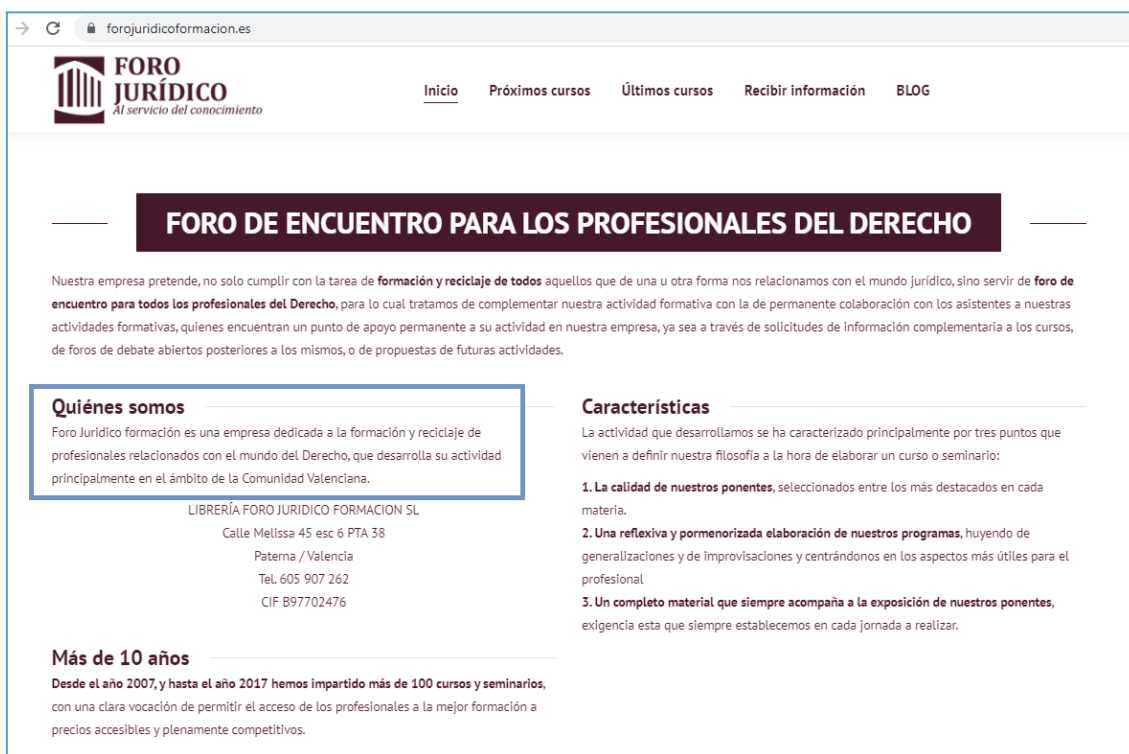 forojuridicoformacion.es
FORO
JURÍDICO
Al servicio del conocimiento
Inicio
Próximos cursos
Últimos cursos
Recibir información
BLOG
FORO DE ENCUENTRO PARA LOS PROFESIONALES DEL DERECHO
Nuestra empresa pretende, no solo cumplir con la tarea de formación y reciclaje de todos aquellos que de una u otra forma nos relacionamos con el mundo jurídico, sino servir de foro de
encuentro para todos los profesionales del Derecho, para lo cual tratamos de complementar nuestra actividad formativa con la de permanente colaboración con los asistentes a nuestras
actividades formativas, quienes encuentran un punto de apoyo permanente a su actividad en nuestra empresa, ya sea a través de solicitudes de información complementaria a los cursos,
de foros de debate abiertos posteriores a los mismos, o de propuestas de futuras actividades.
Quiénes somos
Foro Juridico formación es una empresa dedicada a la formación y reciclaje de
profesionales relacionados con el mundo del Derecho, que desarrolla su actividad
principalmente en el ámbito de la Comunidad Valenciana.
LIBRERÍA FORO JURIDICO FORMACION SL
Calle Melissa 45 esc 6 PTA 38
Paterna / Valencia
Tel. 605 907 262
CIF B97702476
Más de 10 años
Desde el año 2007, y hasta el año 2017 hemos impartido más de 100 cursos y seminarios,
con una clara vocación de permitir el acceso de los profesionales a la mejor formación a
precios accesibles y plenamente competitivos.
Características
La actividad que desarrollamos se ha caracterizado principalmente por tres puntos que
vienen a definir nuestra filosofía a la hora de elaborar un curso o seminario:
1. La calidad de nuestros ponentes, seleccionados entre los más destacados en cada
materia.
2. Una reflexiva y pormenorizada elaboración de nuestros programas, huyendo de
generalizaciones y de improvisaciones y centrándonos en los aspectos más útiles para el
profesional
3. Un completo material que siempre acompaña a la exposición de nuestros ponentes,
exigencia esta que siempre establecemos en cada jornada a realizar.